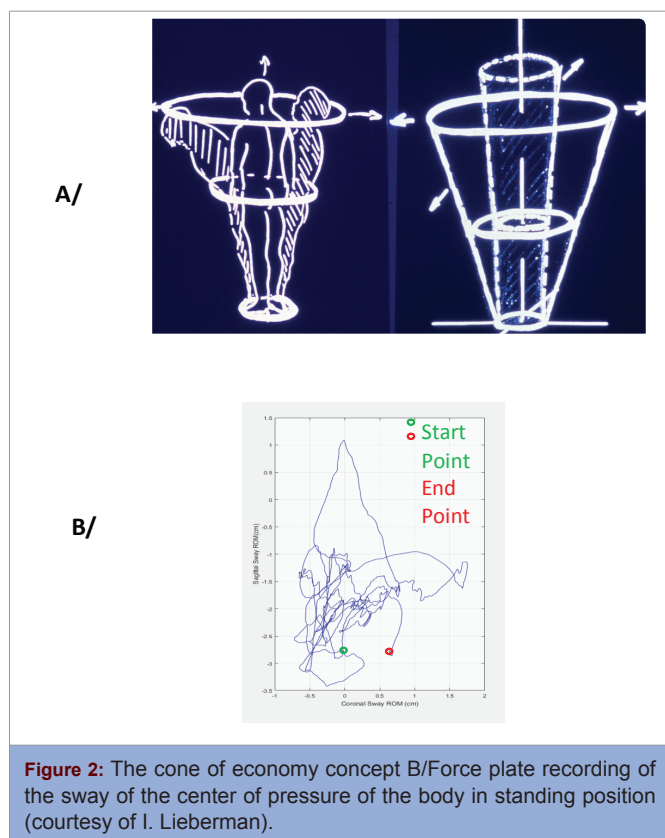 A/
B/
1.5
1
0.5
0
-0.5
-1
-1.5
-2
-2.5
-3
-3.5
Sagittal Sway ROM(cm)
-1 -0.5 0 0.5 1 1.5 2
Coronal Sway ROM (cm)
Start
Point
End
Point
Figure 2: The cone of economy concept B/Force plate recording of
the sway of the center of pressure of the body in standing position
(courtesy of I. Lieberman).